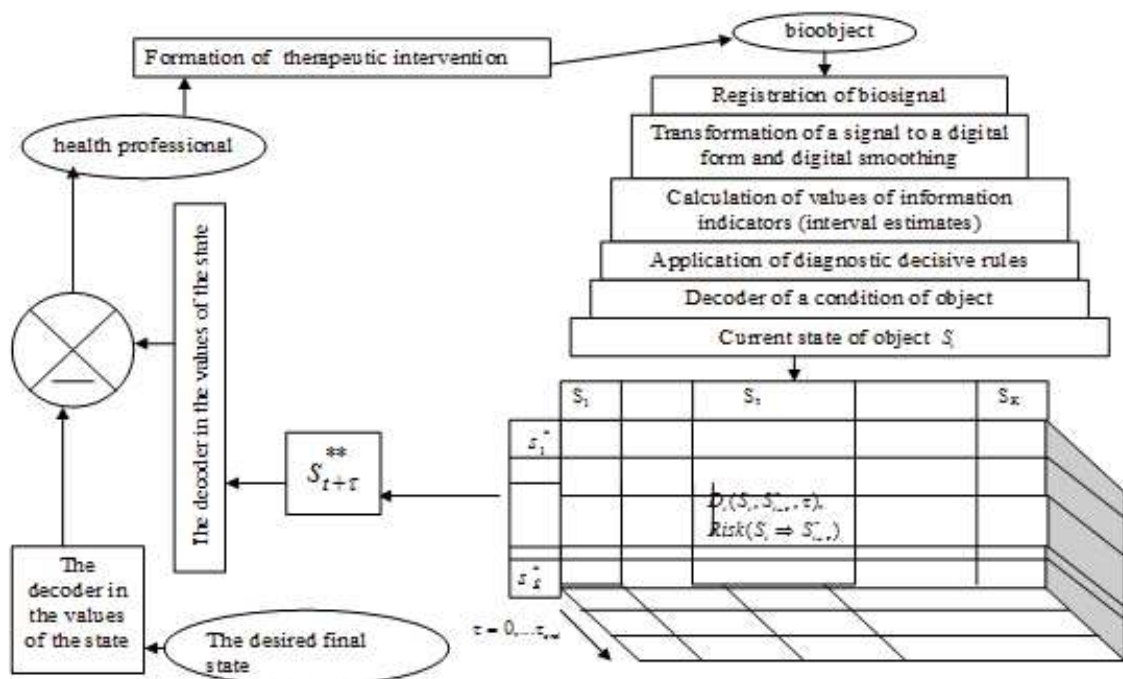 bioobject
Formation of therapeutic intervention
Registration of biosignal
health professional
Transformation of a signal to a digital
form and digital smoothing
Calculation of values of information
indicators (interval estimates)
Application of diagnostic decisive rules
Decoder of a condition of object
Current state of object S
The decoder in the values of the state
S₁ S_K
s₁*
S**ₜ₊τ
Risk(S ⇒ S)
τ = 0,...τ
The
decoder in
the values
of the state
The desired final
state